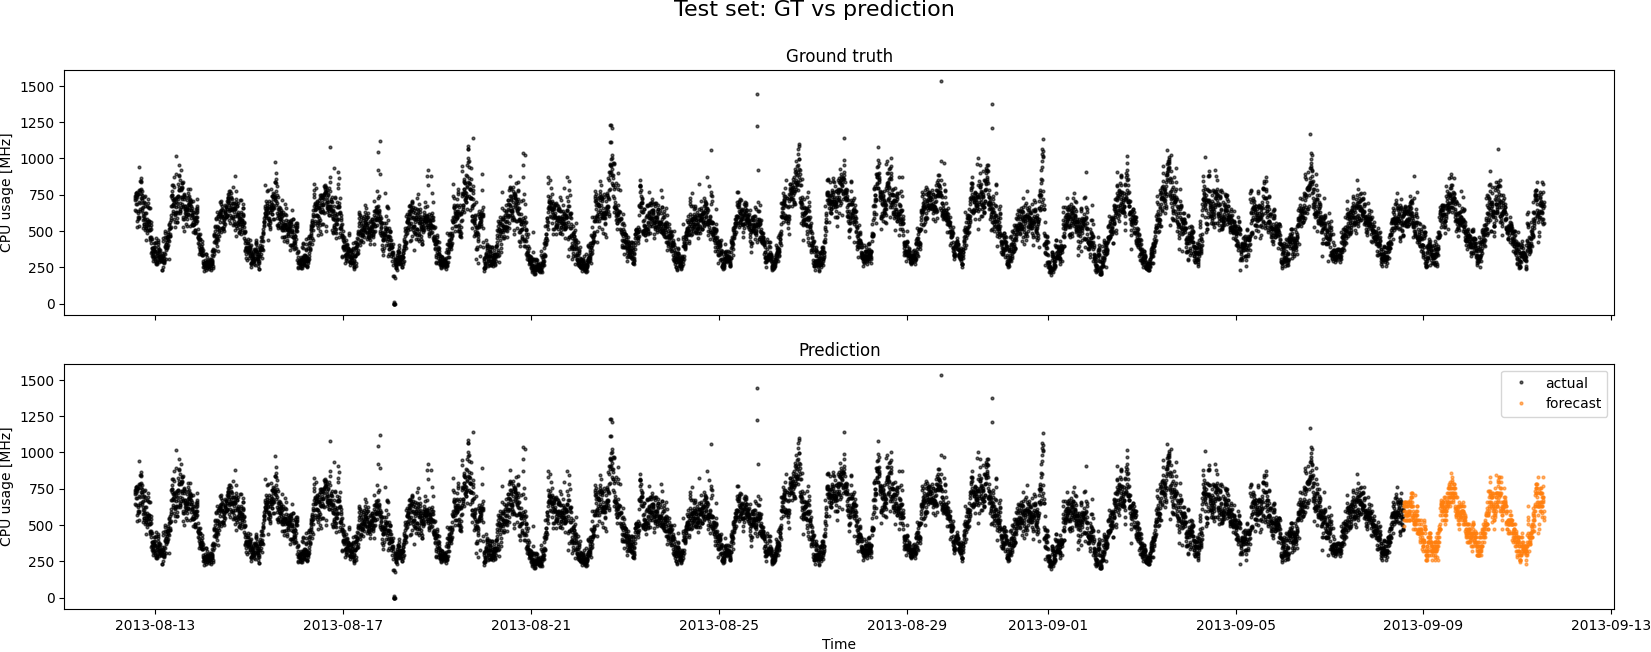 Test set: GT vs prediction
Ground truth
CPU usage [MHz]
1500
1250
1000
750
500
250
0
Prediction
CPU usage [MHz]
1500
1250
1000
750
500
250
0
actual
forecast
2013-08-13 2013-08-17 2013-08-21 2013-08-25 2013-08-29 2013-09-01 2013-09-05 2013-09-09 2013-09-13
Time